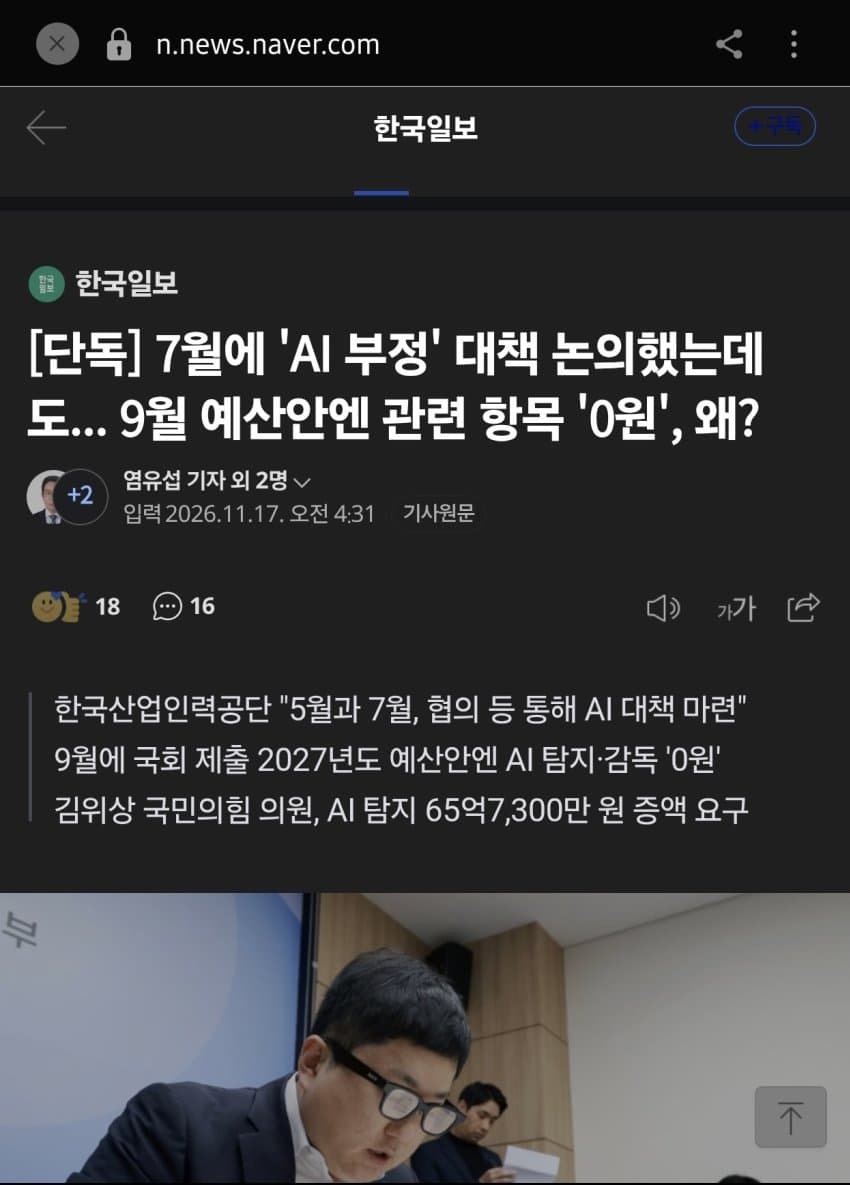 n.news.naver.com
한국일보
+구독
한국
일보
한국일보
[단독] 7월에 'AI 부정' 대책 논의했는데
도... 9월 예산안엔 관련 항목 '0원', 왜?
+2
염유섭 기자 외 2명
입력 2026.11.17. 오전 4:31 기사원문
18 16
가가
한국산업인력공단 "5월과 7월, 협의 등 통해 AI 대책 마련"
9월에 국회 제출 2027년도 예산안엔 AI 탐지·감독 '0원'
김위상 국민의힘 의원, AI 탐지 65억7,300만 원 증액 요구
부